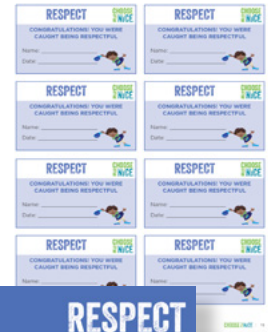 RESPECT CHOOSE NICE RESPECT CHOOSE NICE
CONGRATULATIONS! YOU WERE CONGRATULATIONS! YOU WERE
CAUGHT BEING RESPECTFUL CAUGHT BEING RESPECTFUL
Name: Name:
Date: Date:
RESPECT CHOOSE NICE RESPECT CHOOSE NICE
CONGRATULATIONS! YOU WERE CONGRATULATIONS! YOU WERE
CAUGHT BEING RESPECTFUL CAUGHT BEING RESPECTFUL
Name: Name:
Date: Date:
RESPECT CHOOSE NICE RESPECT CHOOSE NICE
CONGRATULATIONS! YOU WERE CONGRATULATIONS! YOU WERE
CAUGHT BEING RESPECTFUL CAUGHT BEING RESPECTFUL
Name: Name:
Date: Date:
RESPECT CHOOSE NICE RESPECT CHOOSE NICE
CONGRATULATIONS! YOU WERE CONGRATULATIONS! YOU WERE
CAUGHT BEING RESPECTFUL CAUGHT BEING RESPECTFUL
Name: Name:
RESPECT
CHOOSE NICE